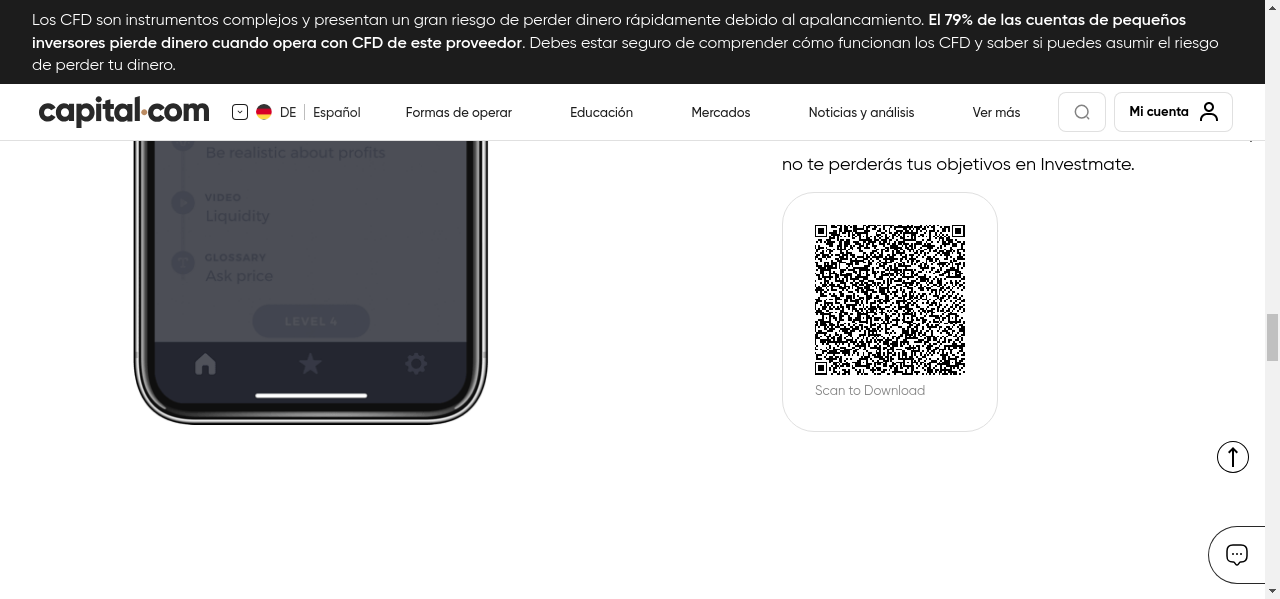 Los CFD son instrumentos complejos y presentan un gran riesgo de perder dinero rápidamente debido al apalancamiento. El 79% de las cuentas de pequeños
inversores pierde dinero cuando opera con CFD de este proveedor. Debes estar seguro de comprender cómo funcionan los CFD y saber si puedes asumir el riesgo
de perder tu dinero.
capital.com
DE Español
Formas de operar
Educación
Mercados
Noticias y análisis
Ver más
Mi cuenta
Be realistic about profits
VIDEO
Liquidity
GLOSSARY
Ask price
LEVEL 4
no te perderás tus objetivos en Investmate.
Scan to Download